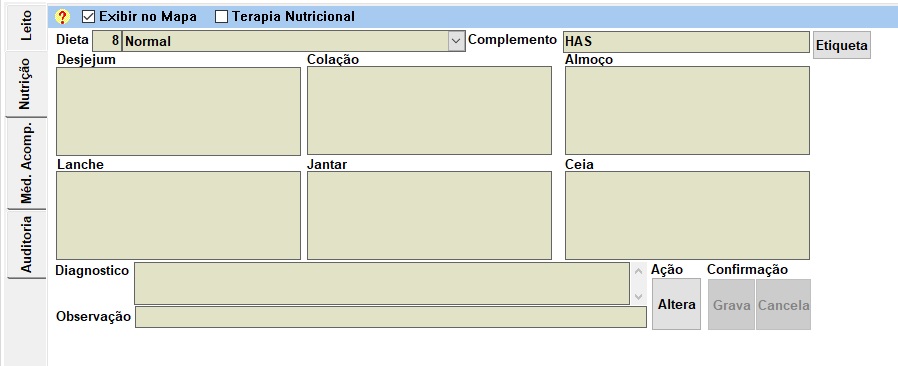 Leito
Nutrição
Méd. Acomp.
Auditoria
? Exibir no Mapa Terapia Nutricional
Dieta 8 Normal Complemento HAS Etiqueta
Desjejum Colação Almoço
Lanche Jantar Ceia
Diagnostico Ação Confirmação
Altera Grava Cancela
Observação